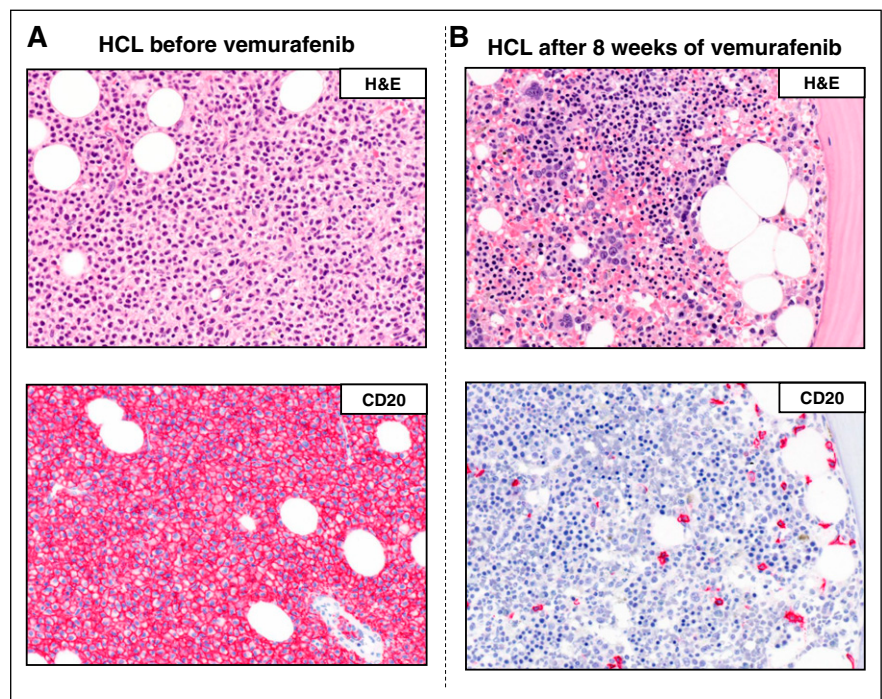 A
HCL before vemurafenib
H&E
CD20
B
HCL after 8 weeks of vemurafenib
H&E
CD20